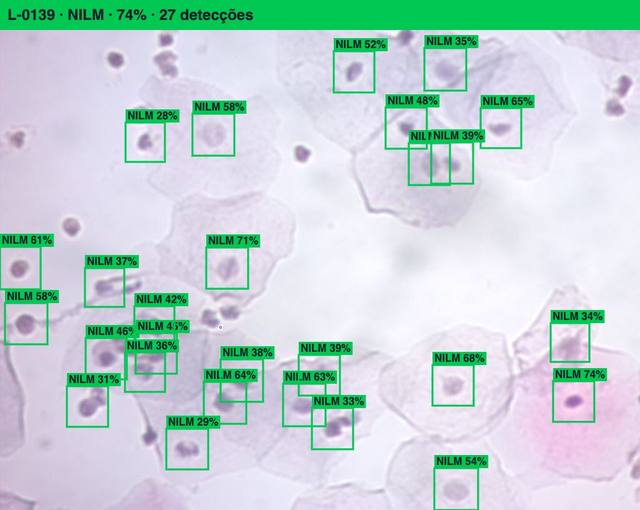 L-0139 · NILM · 74% · 27 detecções
NILM 52%
NILM 35%
NILM 28%
NILM 58%
NILM 48%
NILM 65%
NILM 39%
NILM 61%
NILM 71%
NILM 37%
NILM 58%
NILM 42%
NILM 46%
NILM 36%
NILM 38%
NILM 39%
NILM 34%
NILM 31%
NILM 64%
NILM 63%
NILM 68%
NILM 74%
NILM 33%
NILM 29%
NILM 54%